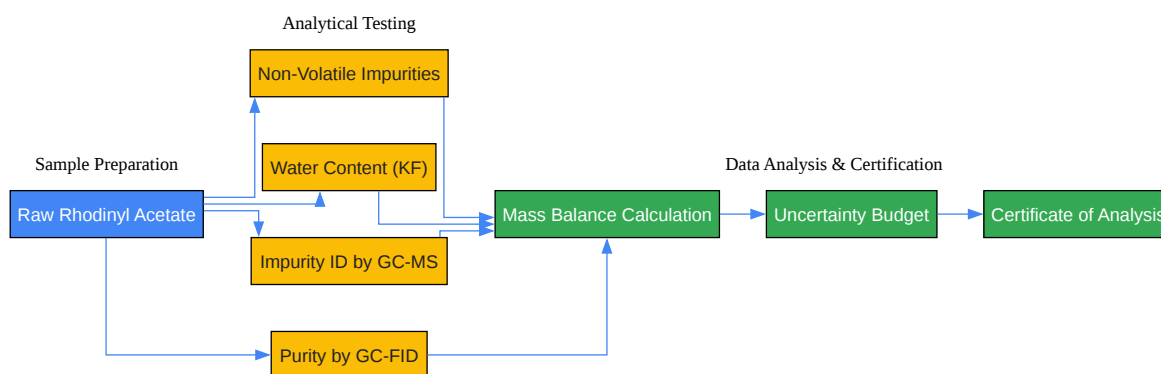 Analytical Testing
Non-Volatile Impurities
Sample Preparation
Water Content (KF)
Data Analysis & Certification
Raw Rhodinyl Acetate
Mass Balance Calculation
Uncertainty Budget
Certificate of Analysis
Impurity ID by GC-MS
Purity by GC-FID